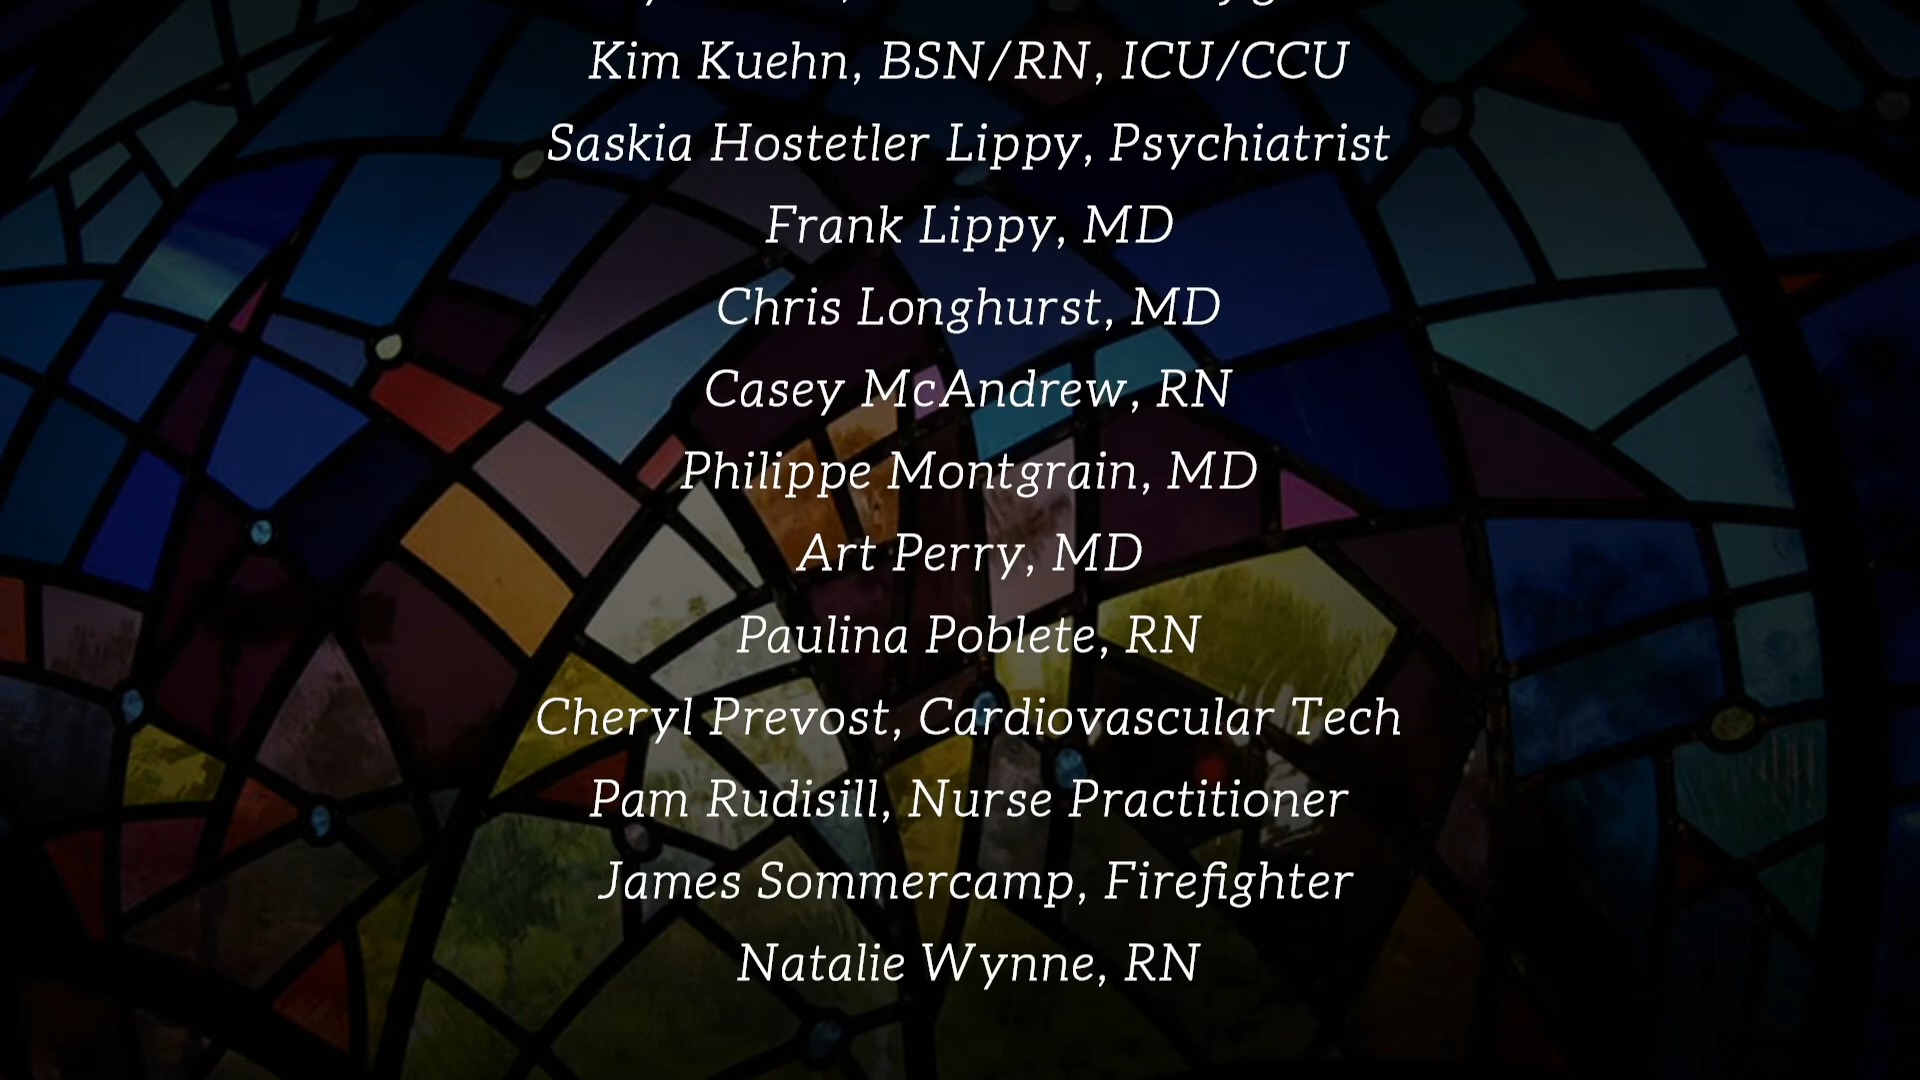 Kim Kuehn, BSN/RN, ICU/CCU
Saskia Hostetler Lippy, Psychiatrist
Frank Lippy, MD
Chris Longhurst, MD
Casey McAndrew, RN
Philippe Montgrain, MD
Art Perry, MD
Paulina Poblete, RN
Cheryl Prevost, Cardiovascular Tech
Pam Rudisill, Nurse Practitioner
James Sommercamp, Firefighter
Natalie Wynne, RN